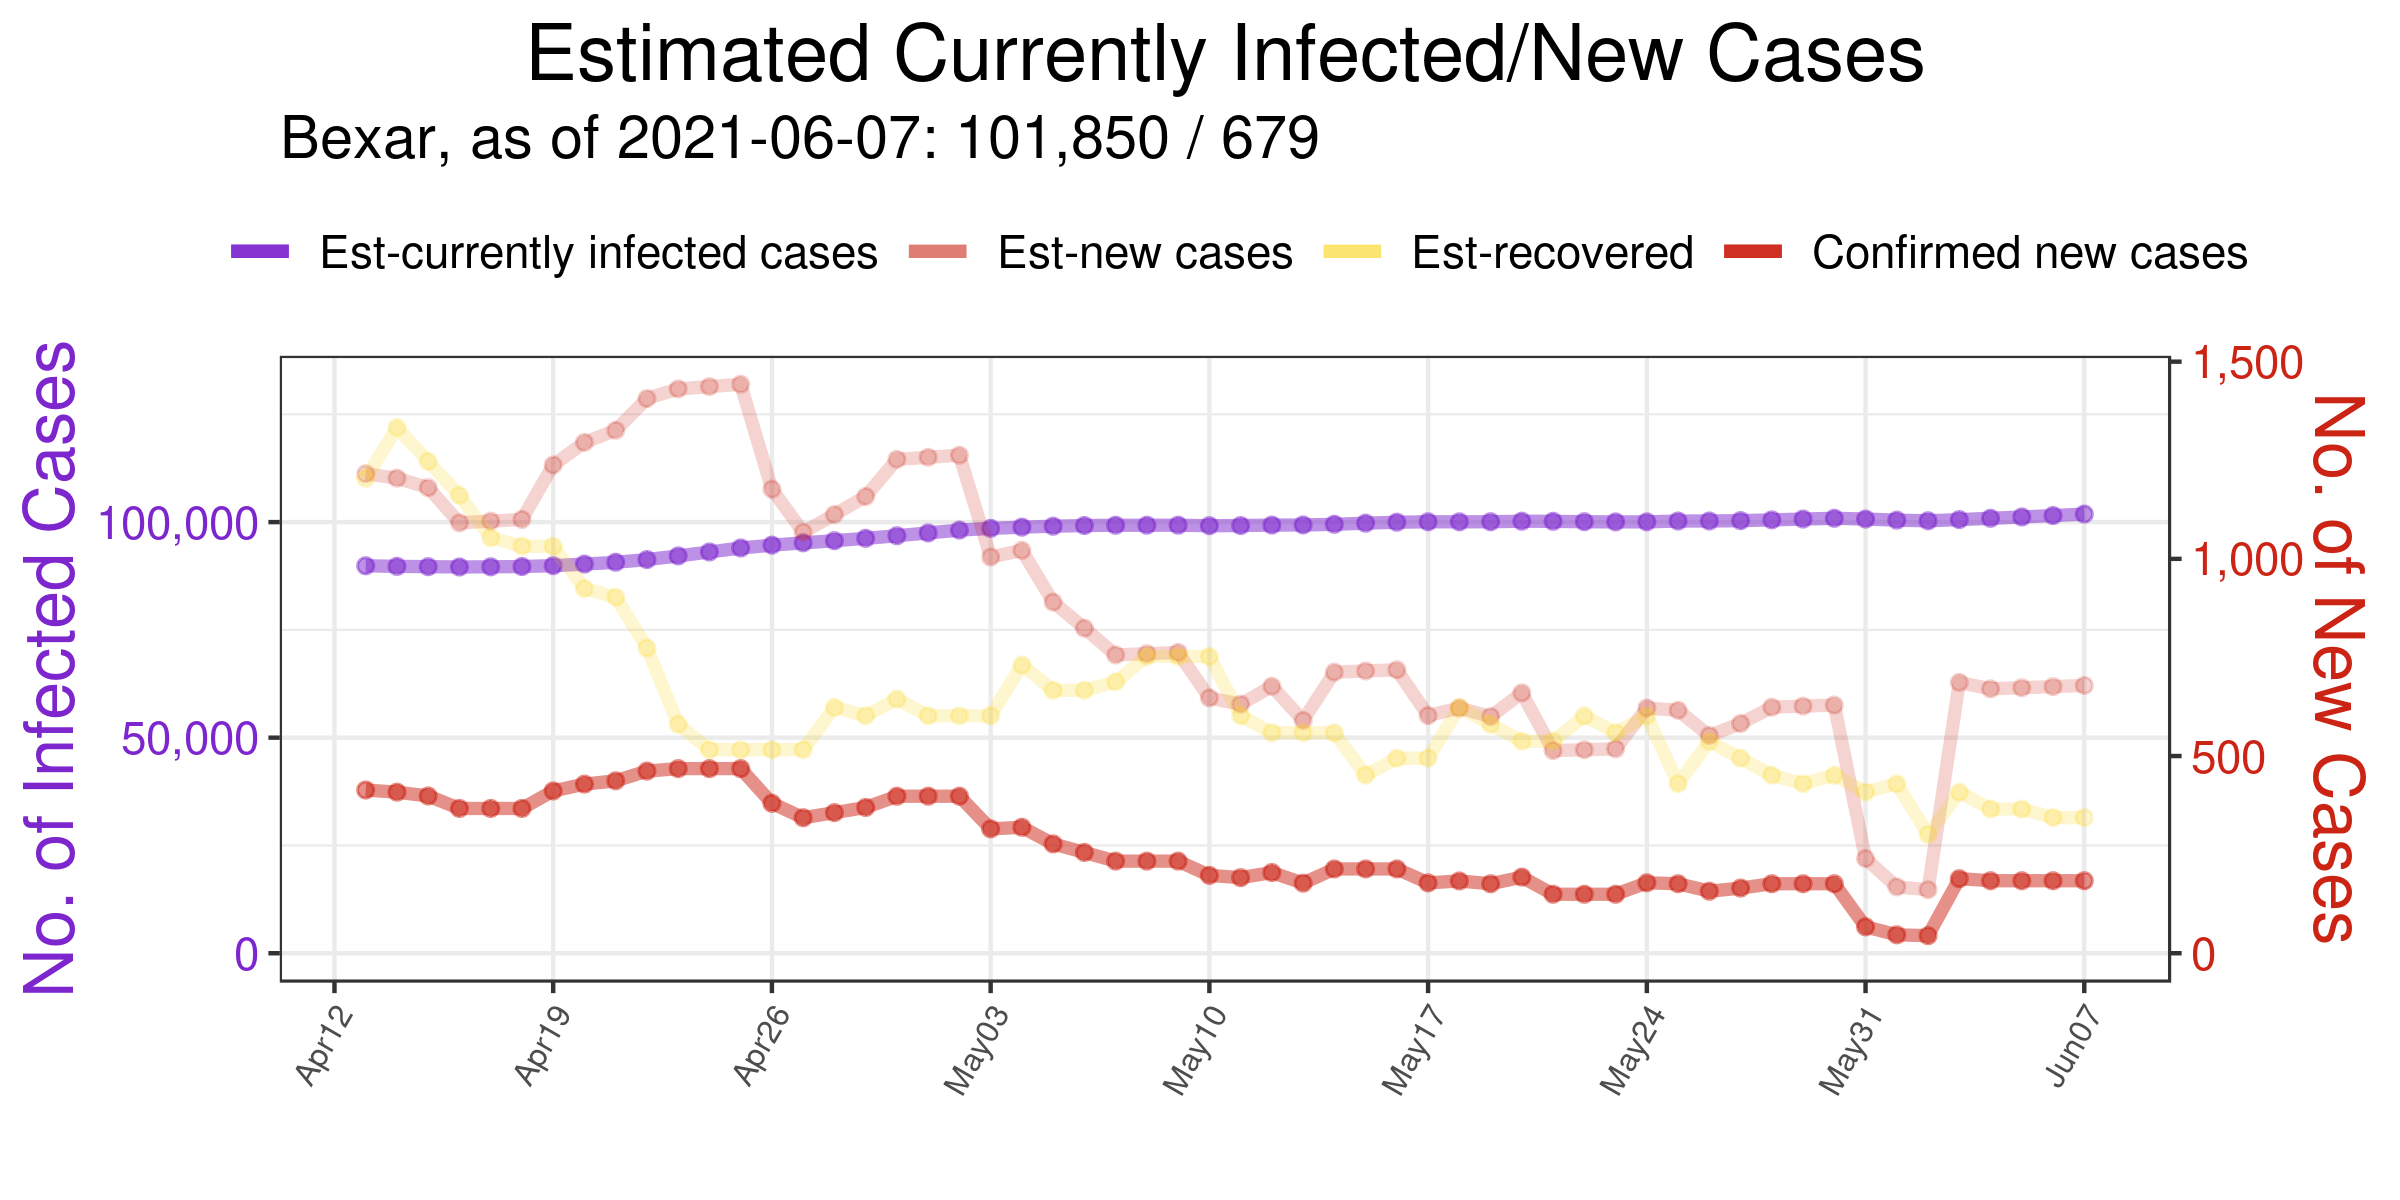 Estimated Currently Infected/New Cases
Bexar, as of 2021-06-07: 101,850 / 679
Est-currently infected cases Est-new cases Est-recovered Confirmed new cases
No. of Infected Cases
100,000
50,000
0
1,500
1,000
500
0
No. of New Cases
Apr12 Apr19 Apr26 May03 May10 May17 May24 May31 Jun07